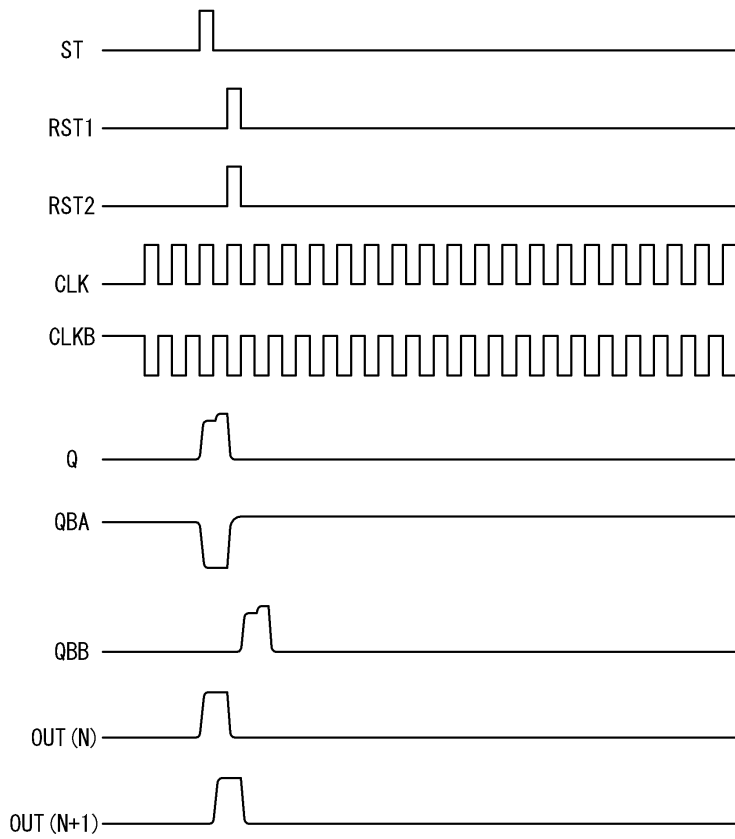 ST
RST1
RST2
CLK
CLKB
Q
QBA
QBB
OUT(N)
OUT(N+1)